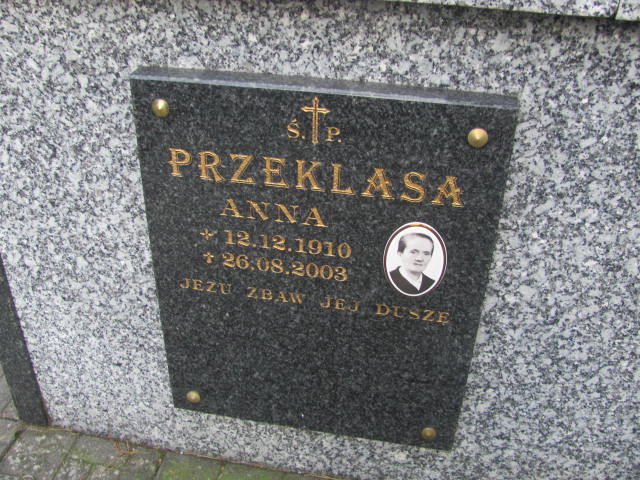 Ś. P.
PRZEKLASA
ANNA
12.12.1910
26.08.2003
JEZU ZBAW JEJ DUSZĘ